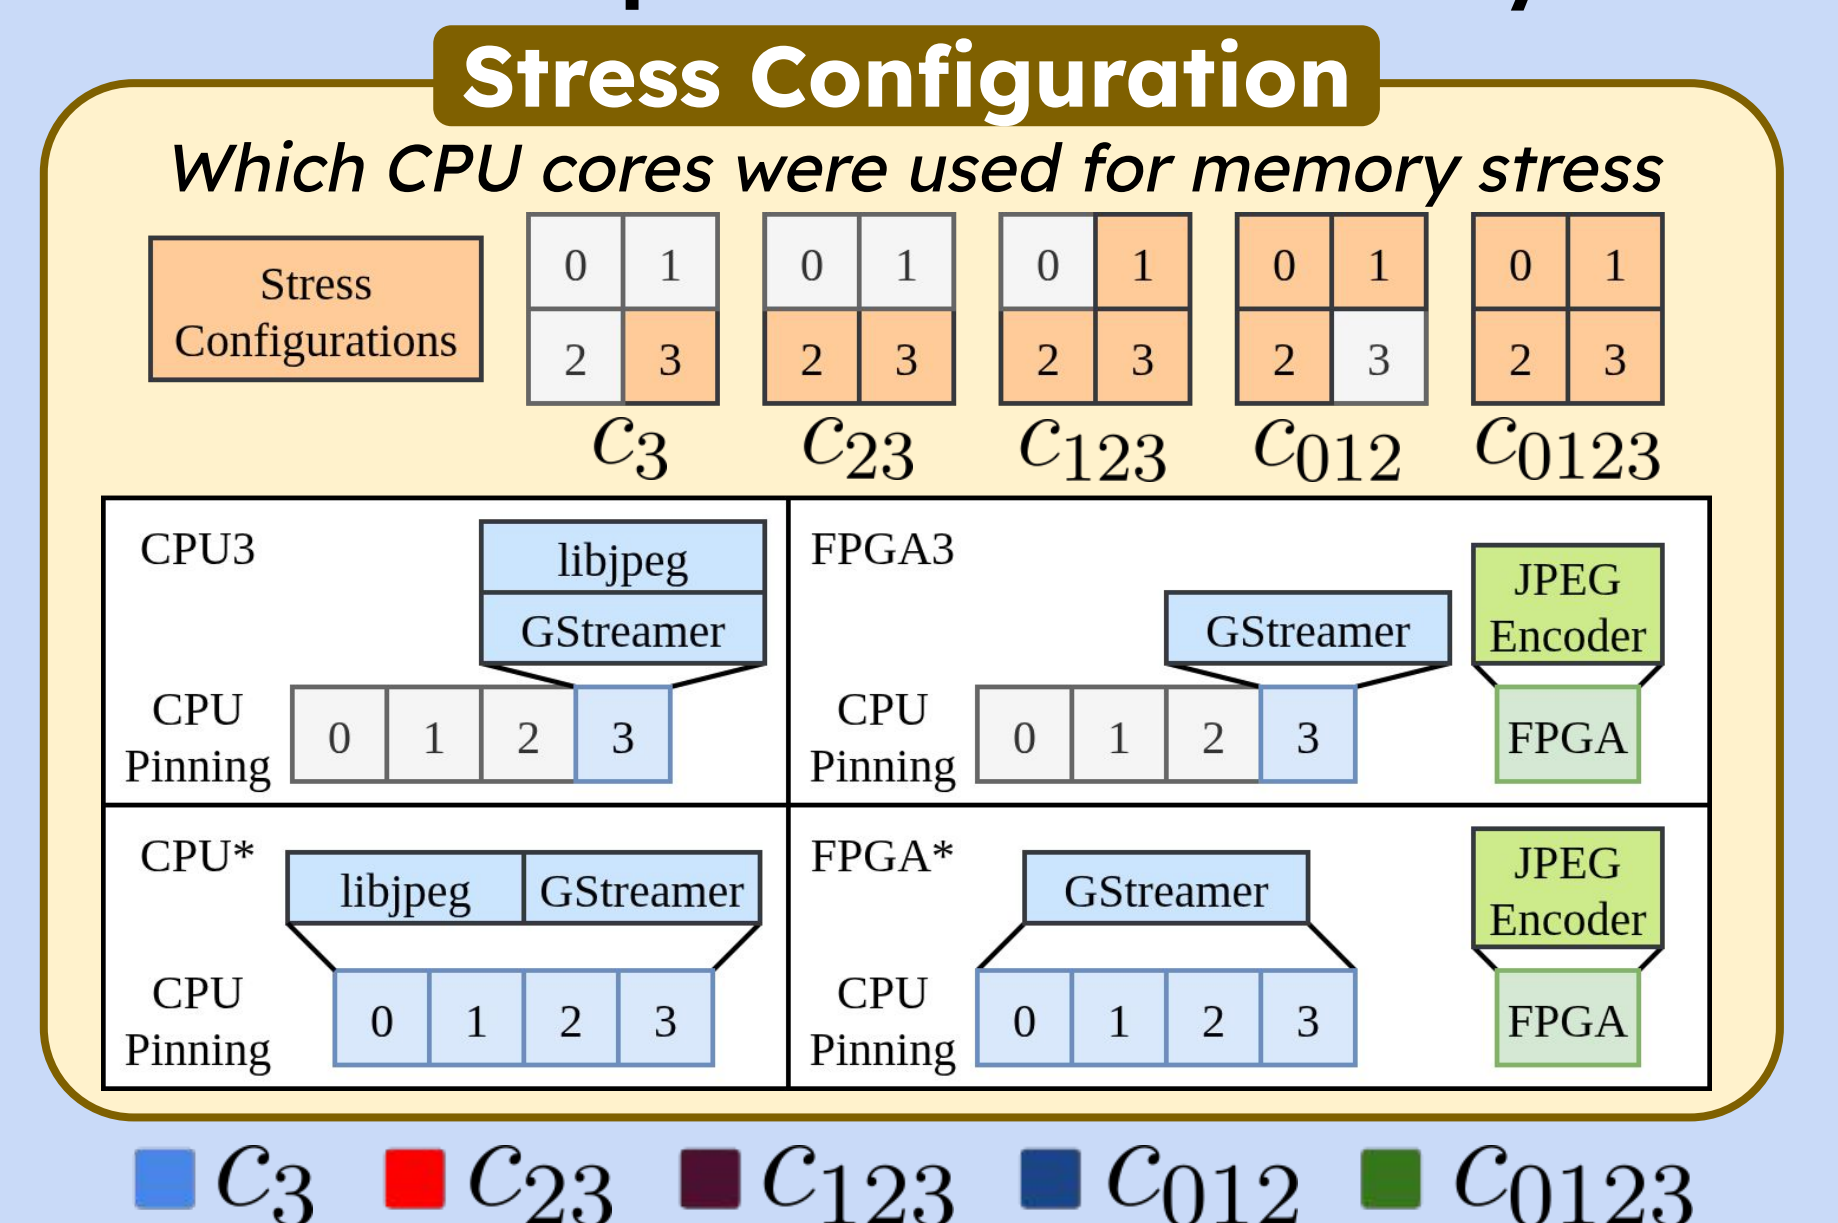 Stress Configuration
Which CPU cores were used for memory stress
Stress
Configurations
0 1
2 3
c3
0 1
2 3
c23
0 1
2 3
c123
0 1
2 3
c012
0 1
2 3
c0123
CPU3
libjpeg
GStreamer
CPU
Pinning
0 1 2 3
FPGA3
GStreamer
JPEG
Encoder
CPU
Pinning
0 1 2 3
FPGA
CPU*
libjpeg GStreamer
CPU
Pinning
0 1 2 3
FPGA*
GStreamer
JPEG
Encoder
CPU
Pinning
0 1 2 3
FPGA
c3 c23 c123 c012 c0123